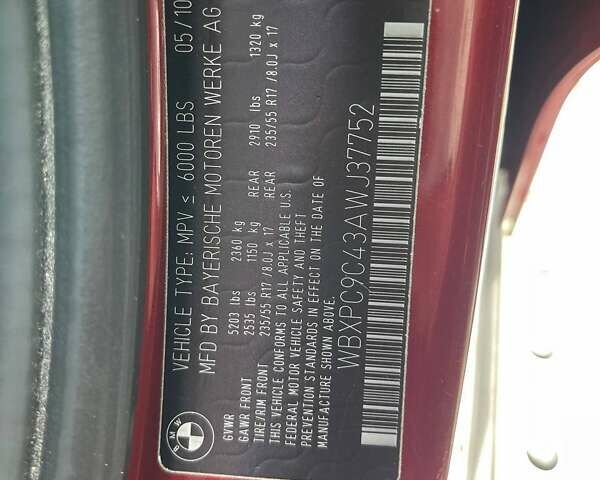 VEHICLE TYPE: MPV ≤ 6000 LBS 05/10
MFD BY BAYERISCHE MOTOREN WERKE AG
BMW
GVWR 5203 lbs 2360 kg
GAWR FRONT 2535 lbs 1150 kg REAR 2910 lbs 1320 kg
TIRE/RIM FRONT 235/55 R17 /8.0J x 17 REAR 235/55 R17 /8.0J x 17
THIS VEHICLE CONFORMS TO ALL APPLICABLE U.S.
FEDERAL MOTOR VEHICLE SAFETY AND THEFT
PREVENTION STANDARDS IN EFFECT ON THE DATE OF
MANUFACTURE SHOWN ABOVE.
WBXPC9C43AWJ37752